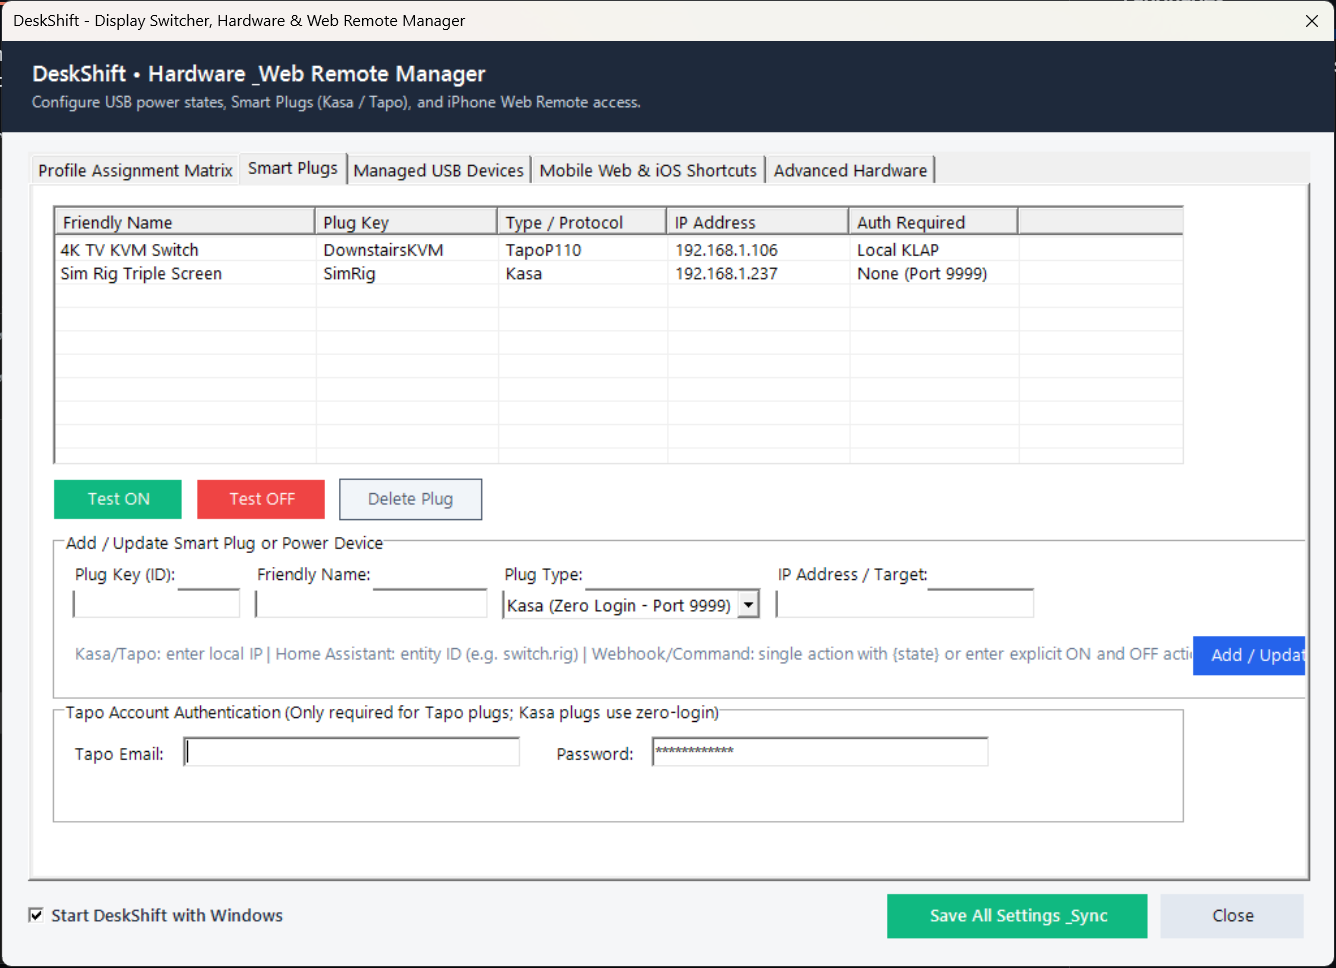 DeskShift - Display Switcher, Hardware & Web Remote Manager
DeskShift • Hardware _Web Remote Manager
Configure USB power states, Smart Plugs (Kasa / Tapo), and iPhone Web Remote access.
Profile Assignment Matrix Smart Plugs Managed USB Devices Mobile Web & iOS Shortcuts Advanced Hardware
Friendly Name Plug Key Type / Protocol IP Address Auth Required
4K TV KVM Switch DownstairsKVM TapoP110 192.168.1.106 Local KLAP
Sim Rig Triple Screen SimRig Kasa 192.168.1.237 None (Port 9999)
Test ON Test OFF Delete Plug
Add / Update Smart Plug or Power Device
Plug Key (ID): Friendly Name: Plug Type: IP Address / Target:
Kasa (Zero Login - Port 9999)
Kasa/Tapo: enter local IP | Home Assistant: entity ID (e.g. switch.rig) | Webhook/Command: single action with {state} or enter explicit ON and OFF acti Add / Updat
Tapo Account Authentication (Only required for Tapo plugs; Kasa plugs use zero-login)
Tapo Email: Password: ************
Start DeskShift with Windows Save All Settings _Sync Close